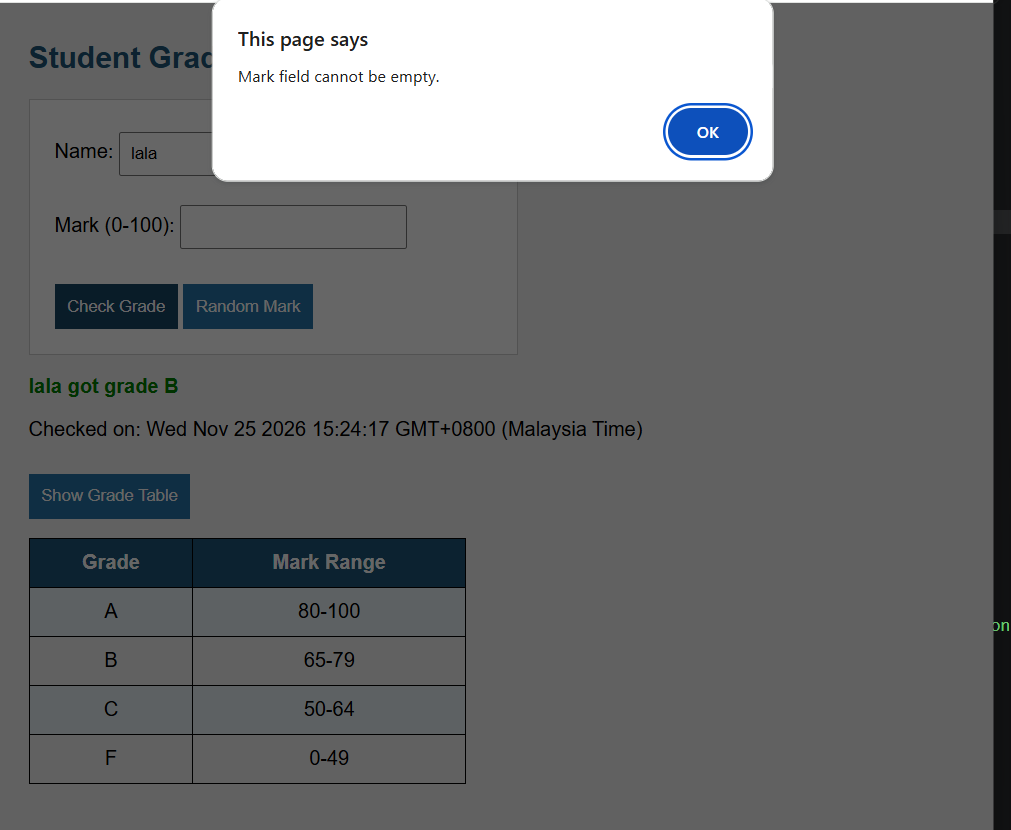 This page says
Mark field cannot be empty.
OK
Student Grad
Name: lala
Mark (0-100):
Check Grade Random Mark
lala got grade B
Checked on: Wed Nov 25 2026 15:24:17 GMT+0800 (Malaysia Time)
Show Grade Table
Grade Mark Range
A 80-100
B 65-79
C 50-64
F 0-49
on